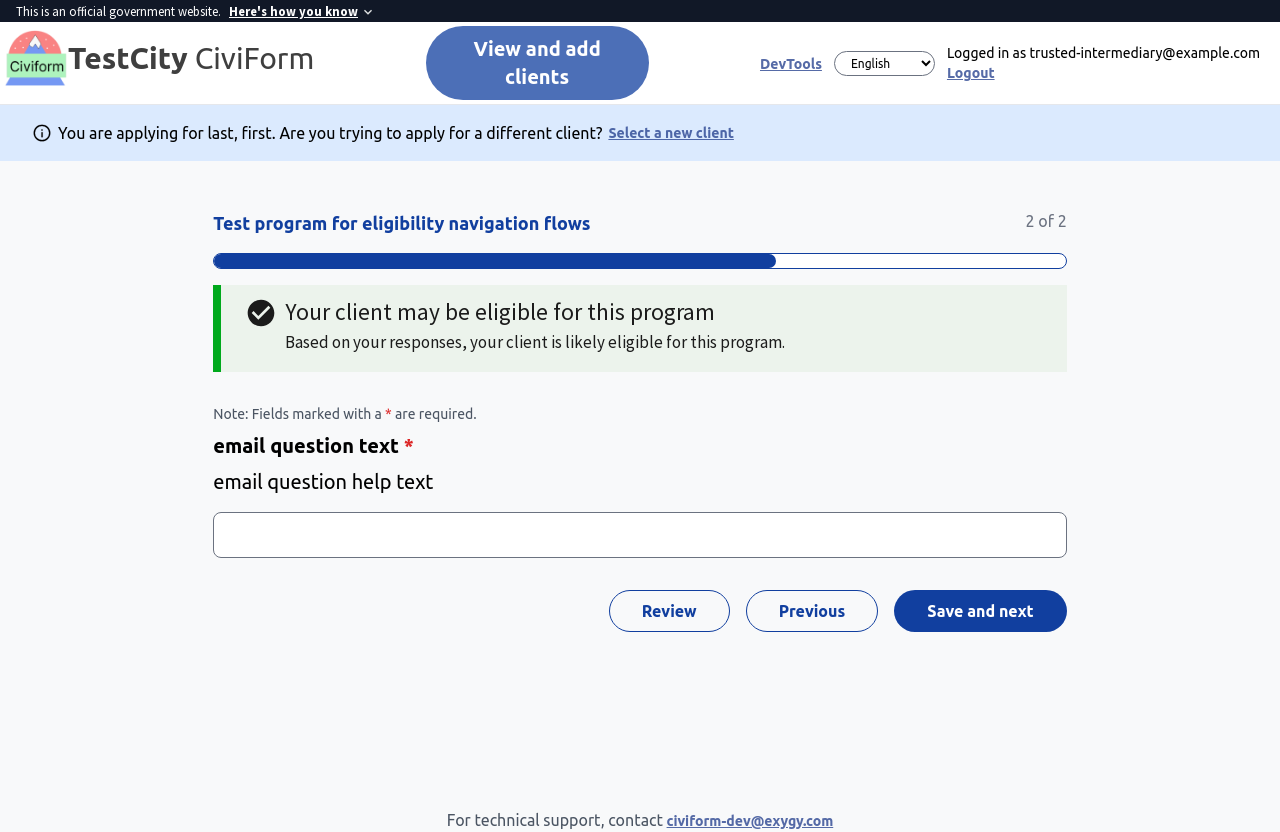 This is an official government website. Here's how you know
Civiform
TestCity CiviForm
View and add
clients
DevTools
English
Logged in as trusted-intermediary@example.com
Logout
You are applying for last, first. Are you trying to apply for a different client? Select a new client
Test program for eligibility navigation flows
2 of 2
Your client may be eligible for this program
Based on your responses, your client is likely eligible for this program.
Note: Fields marked with a * are required.
email question text *
email question help text
Review
Previous
Save and next
For technical support, contact civiform-dev@exygy.com